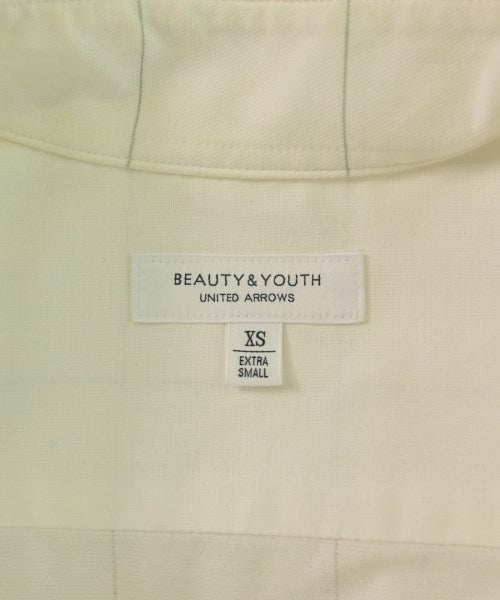 BEAUTY&YOUTH
UNITED ARROWS
XS
EXTRA
SMALL